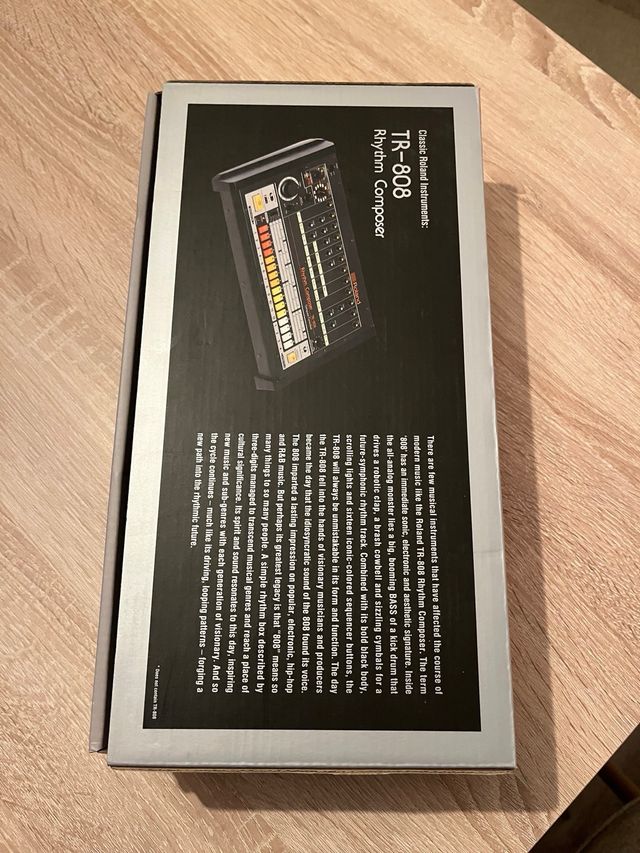 Classic Roland Instruments:
TR-808
Rhythm Composer
Roland
Rhythm Composer
There are few musical instruments that have affected the course of
modern music like the Roland TR-808 Rhythm Composer. The term
"808" has an immediate sonic, electronic and aesthetic signature. Inside
the all-analog monster lies a big, booming BASS of a kick drum that
drives a robotic clap, a brash cowbell and sizzling cymbals for a
future-symphonic rhythm track. Combined with its bold black body,
scrolling lights and sixteen iconic-colored sequencer buttons, the
TR-808 will always be unmistakable in its form and function. The day
the TR-808 fell into the hands of visionary musicians and producers
became the day that the idiosyncratic sound of the 808 found its voice.
The 808 imparted a lasting impression on popular, electronic, hip-hop
and R&B music. But perhaps its greatest legacy is that "808" means so
many things to so many people. A simple rhythm box described by
three-digits managed to transcend musical genres and reach a place of
cultural significance. Its spirit and sound resonates to this day, inspiring
new music and sub-genres with each generation of visionary. And so
the cycle continues – much like its driving, looping patterns – forging a
new path into the rhythmic future.
* Does not contain TR-808